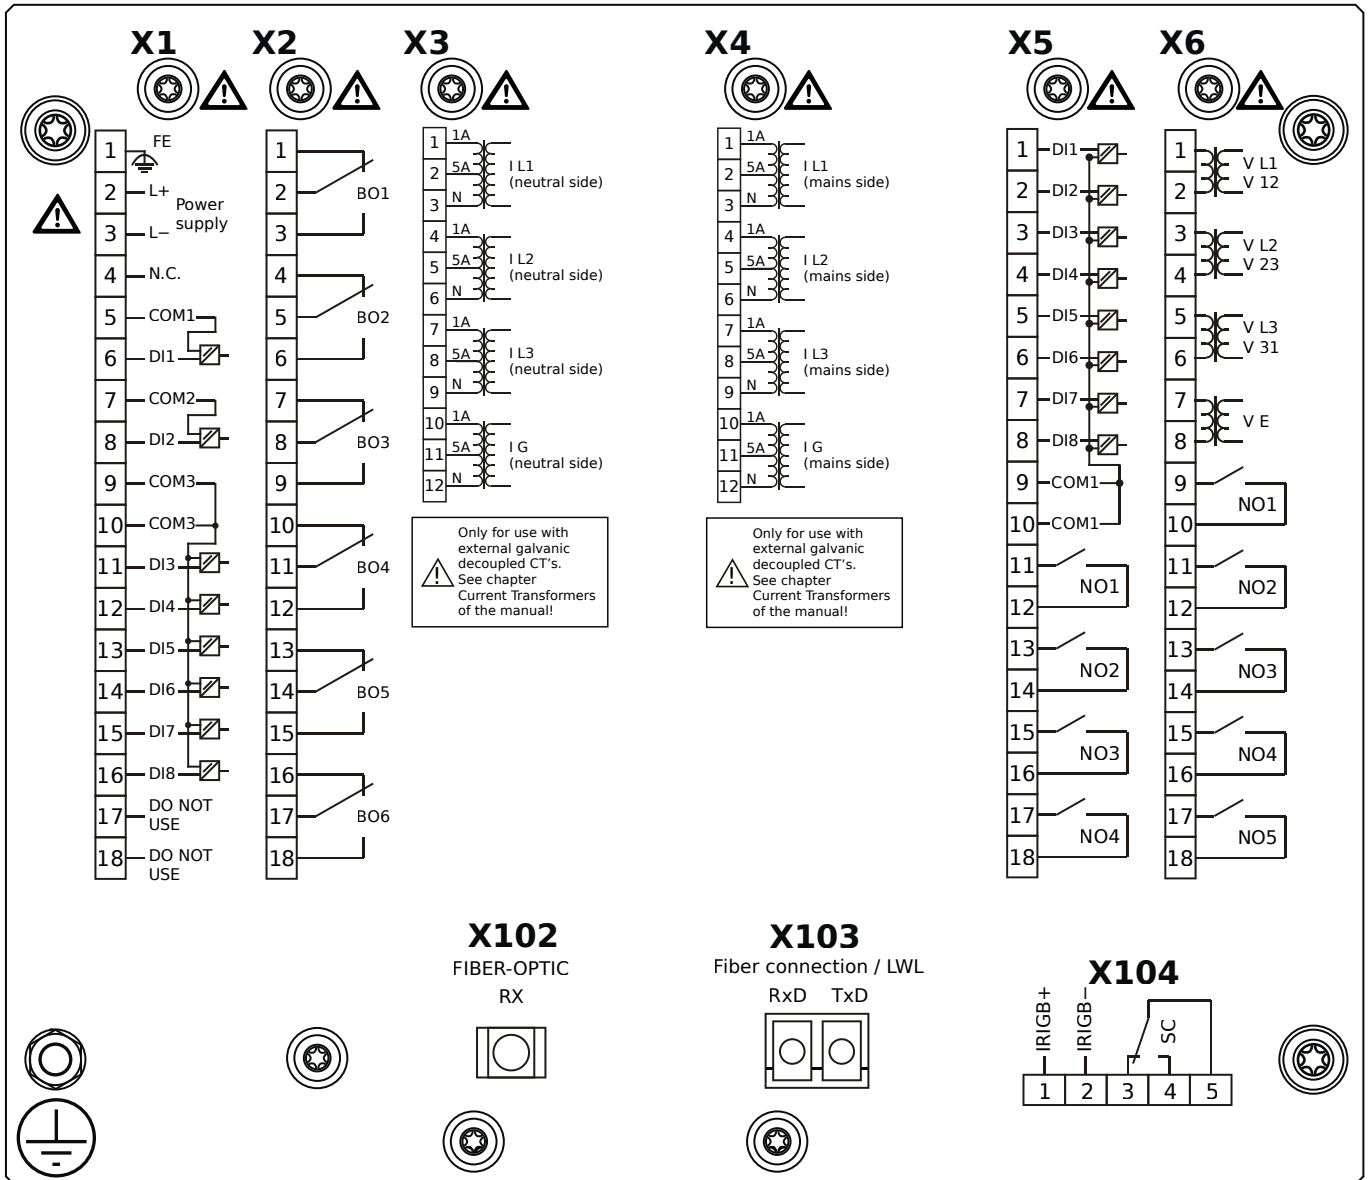 X1
X2
X3
X4
X5
X6
1
FE
2
L+
Power
supply
3
L−
4
N.C.
5
COM1
6
DI1
7
COM2
8
DI2
9
COM3
10
COM3
11
DI3
12
DI4
13
DI5
14
DI6
15
DI7
16
DI8
17
DO NOT
USE
18
DO NOT
USE
1
2
BO1
3
4
5
BO2
6
7
8
BO3
9
10
11
BO4
12
13
14
BO5
15
16
17
BO6
18
1
1A
2
5A
I L1
(neutral side)
3
N
4
1A
5
5A
I L2
(neutral side)
6
N
7
1A
8
5A
I L3
(neutral side)
9
N
10
1A
11
5A
I G
(neutral side)
12
N
Only for use with
external galvanic
decoupled CT's.
See chapter
Current Transformers
of the manual!
1
1A
2
5A
I L1
(mains side)
3
N
4
1A
5
5A
I L2
(mains side)
6
N
7
1A
8
5A
I L3
(mains side)
9
N
10
1A
11
5A
I G
(mains side)
12
N
Only for use with
external galvanic
decoupled CT's.
See chapter
Current Transformers
of the manual!
1
DI1
2
DI2
3
DI3
4
DI4
5
DI5
6
DI6
7
DI7
8
DI8
9
COM1
10
COM1
11
NO1
12
13
NO2
14
15
NO3
16
17
NO4
18
1
V L1
V 12
2
3
V L2
V 23
4
5
V L3
V 31
6
7
V E
8
9
NO1
10
11
NO2
12
13
NO3
14
15
NO4
16
17
NO5
18
X102
FIBER-OPTIC
RX
X103
Fiber connection / LWL
RxD TxD
X104
IRIGB+
IRIGB−
SC
1 2 3 4 5